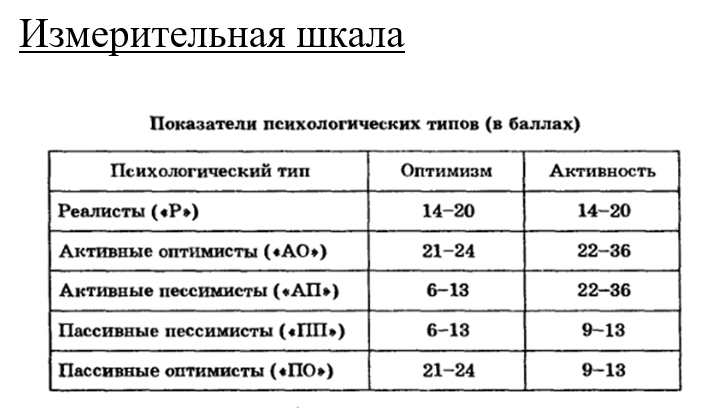 Измерительная шкала
Показатели психологических типов (в баллах)
Психологический тип Оптимизм Активность
Реалисты («Р») 14–20 14–20
Активные оптимисты («АО») 21–24 22–36
Активные пессимисты («АП») 6–13 22–36
Пассивные пессимисты («ПП») 6–13 9–13
Пассивные оптимисты («ПО») 21–24 9–13